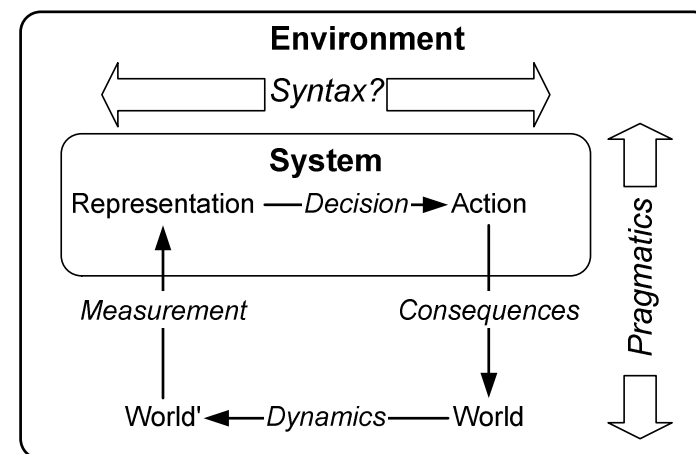 Environment
Syntax?
System
Representation Decision Action
Measurement Consequences
Pragmatics
World' Dynamics World